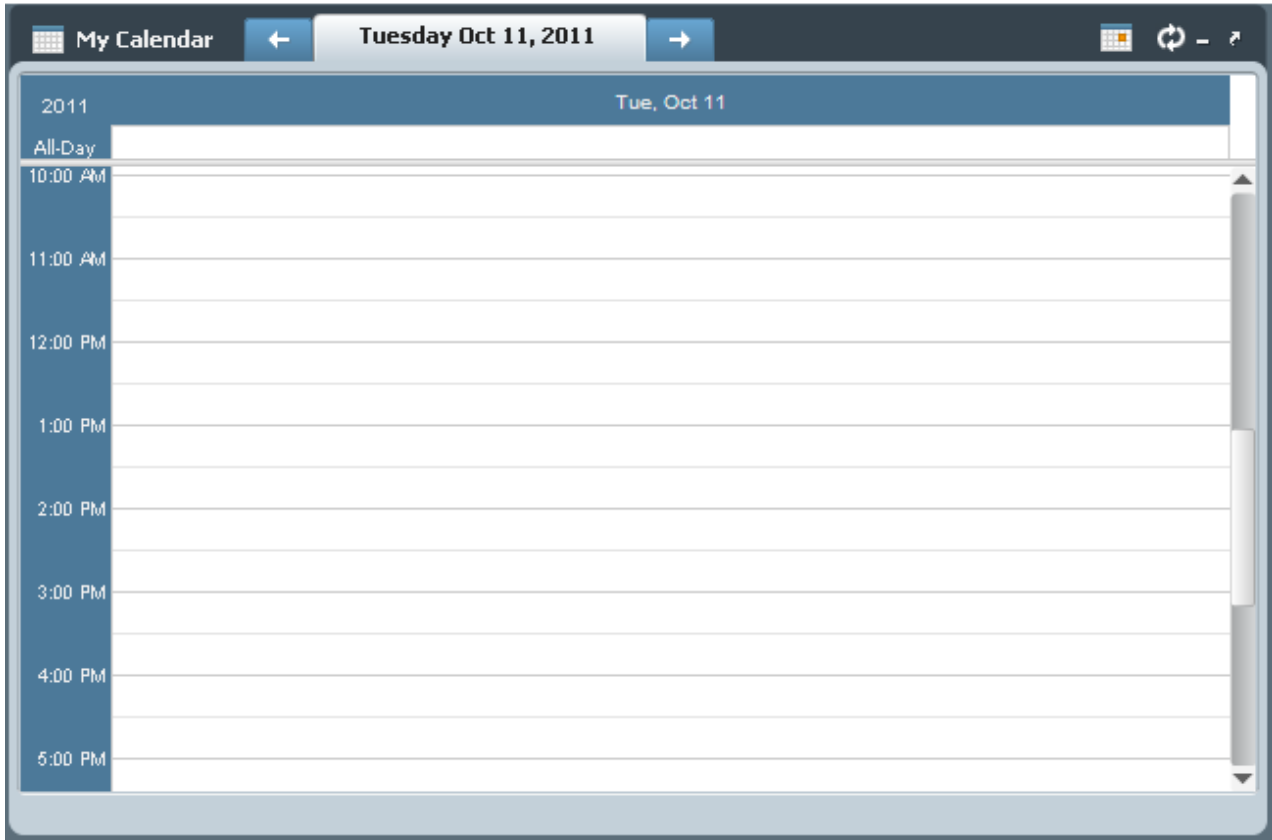 My Calendar
Tuesday Oct 11, 2011
2011
Tue, Oct 11
All-Day
10:00 AM
11:00 AM
12:00 PM
1:00 PM
2:00 PM
3:00 PM
4:00 PM
5:00 PM